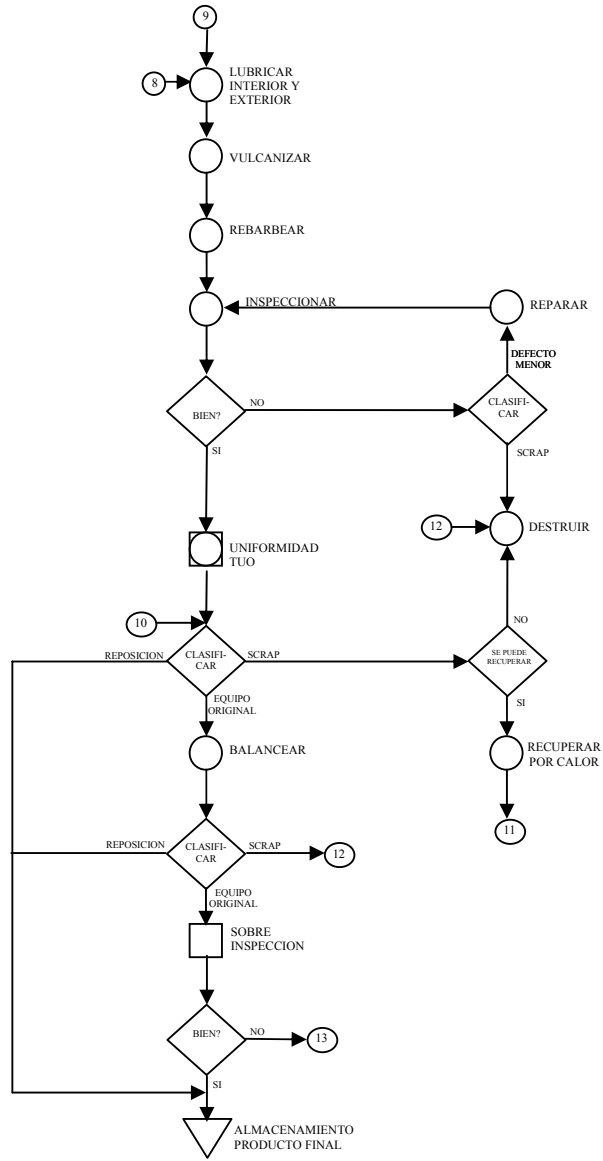 9
8
LUBRICAR
INTERIOR Y
EXTERIOR
VULCANIZAR
REBARBEAR
INSPECCIONAR
REPARAR
DEFECTO
MENOR
BIEN?
NO
CLASIFI-
CAR
SI
SCRAP
12
DESTRUIR
UNIFORMIDAD
TUO
10
NO
REPOSICION
CLASIFI-
CAR
SCRAP
SE PUEDE
RECUPERAR
EQUIPO
ORIGINAL
SI
BALANCEAR
RECUPERAR
POR CALOR
11
REPOSICION
CLASIFI-
CAR
SCRAP
12
EQUIPO
ORIGINAL
SOBRE
INSPECCION
BIEN?
NO
13
SI
ALMACENAMIENTO
PRODUCTO FINAL